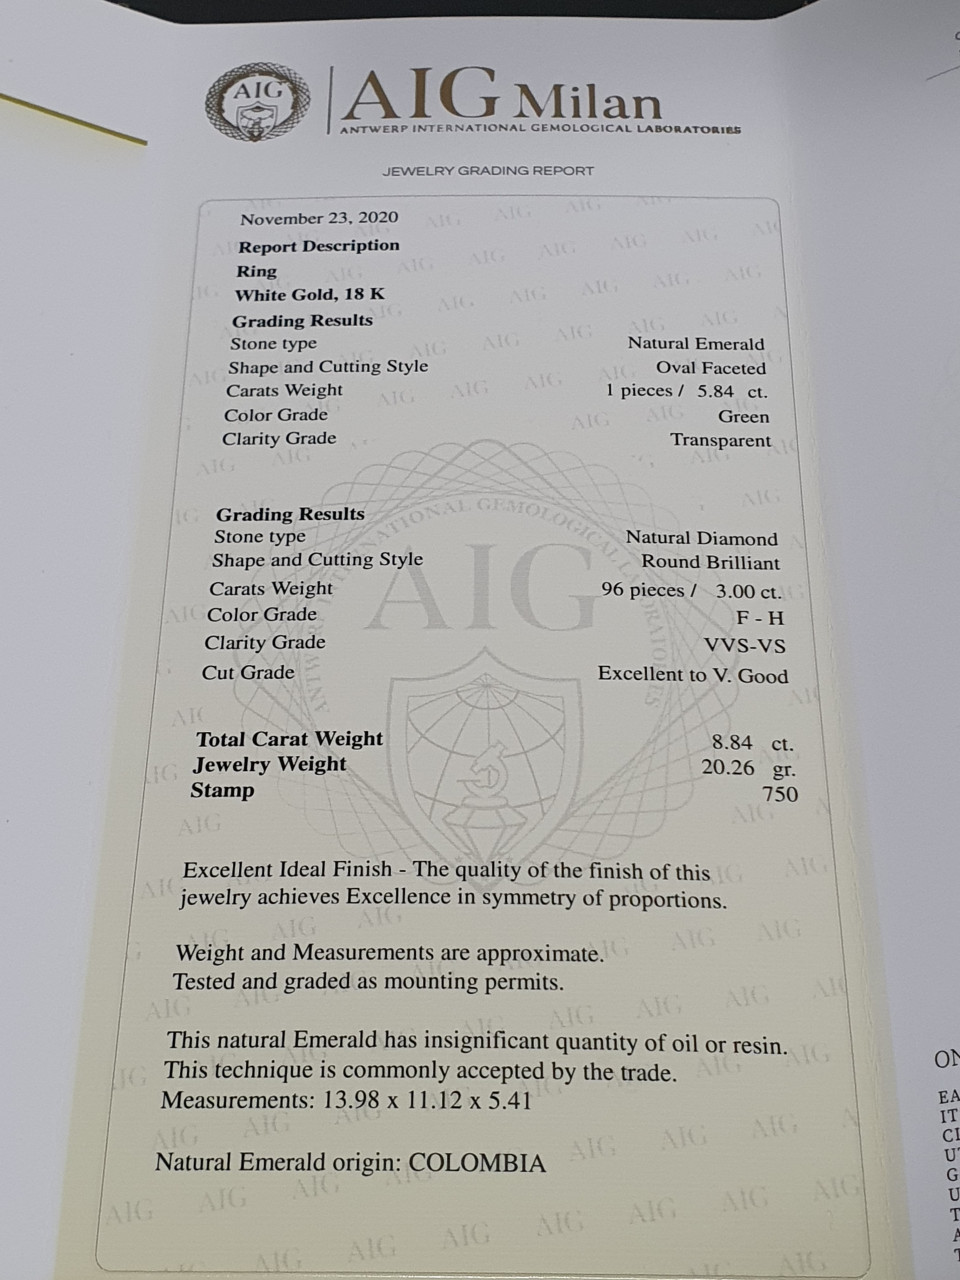 AIG
AIG Milan
ANTWERP INTERNATIONAL GEMOLOGICAL LABORATORIES
JEWELRY GRADING REPORT
November 23, 2020
Report Description
Ring
White Gold, 18 K
Grading Results
Stone type Natural Emerald
Shape and Cutting Style Oval Faceted
Carats Weight 1 pieces / 5.84 ct.
Color Grade Green
Clarity Grade Transparent
Grading Results
Stone type Natural Diamond
Shape and Cutting Style Round Brilliant
Carats Weight 96 pieces / 3.00 ct.
Color Grade F - H
Clarity Grade VVS-VS
Cut Grade Excellent to V. Good
Total Carat Weight 8.84 ct.
Jewelry Weight 20.26 gr.
Stamp 750
Excellent Ideal Finish - The quality of the finish of this
jewelry achieves Excellence in symmetry of proportions.
Weight and Measurements are approximate.
Tested and graded as mounting permits.
This natural Emerald has insignificant quantity of oil or resin.
This technique is commonly accepted by the trade.
Measurements: 13.98 x 11.12 x 5.41
Natural Emerald origin: COLOMBIA